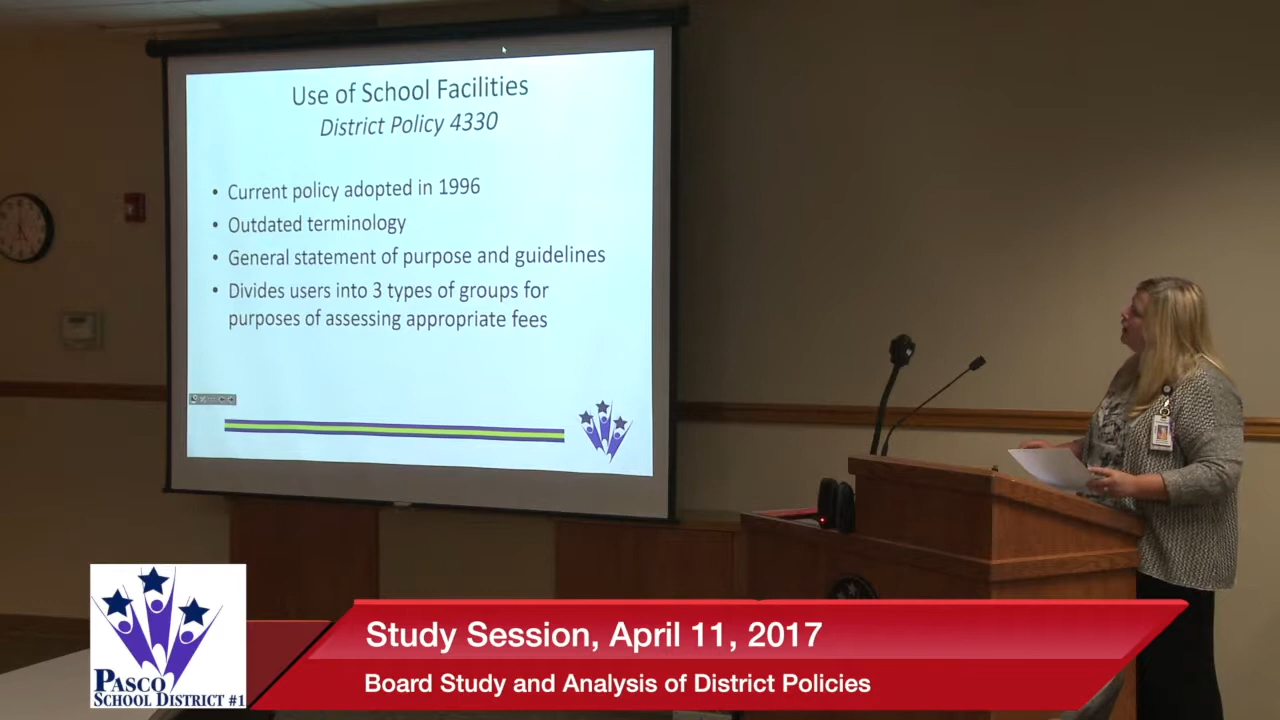 Use of School Facilities
District Policy 4330
• Current policy adopted in 1996
• Outdated terminology
• General statement of purpose and guidelines
• Divides users into 3 types of groups for
purposes of assessing appropriate fees
PASCO
SCHOOL DISTRICT #1
Study Session, April 11, 2017
Board Study and Analysis of District Policies